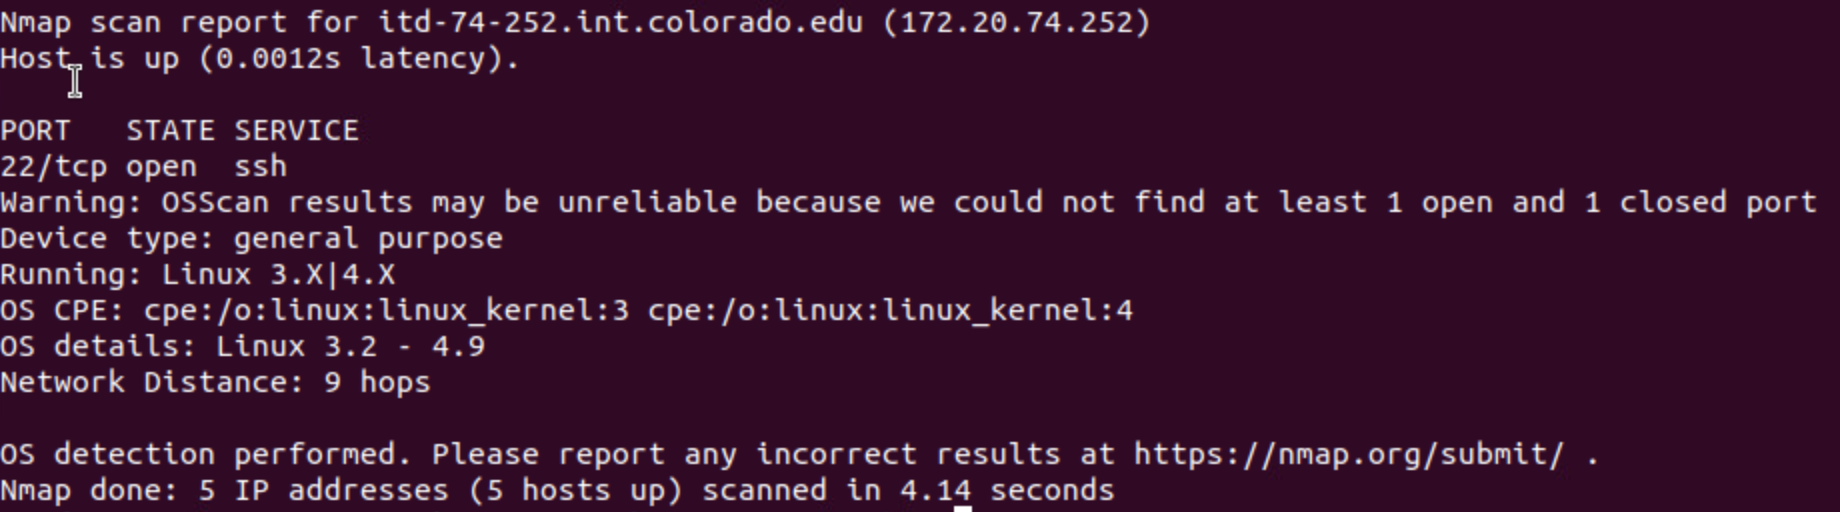 Nmap scan report for itd-74-252.int.colorado.edu (172.20.74.252)
Host is up (0.0012s latency).
PORT   STATE SERVICE
22/tcp open  ssh
Warning: OSScan results may be unreliable because we could not find at least 1 open and 1 closed port
Device type: general purpose
Running: Linux 3.X|4.X
OS CPE: cpe:/o:linux:linux_kernel:3 cpe:/o:linux:linux_kernel:4
OS details: Linux 3.2 - 4.9
Network Distance: 9 hops
OS detection performed. Please report any incorrect results at https://nmap.org/submit/ .
Nmap done: 5 IP addresses (5 hosts up) scanned in 4.14 seconds